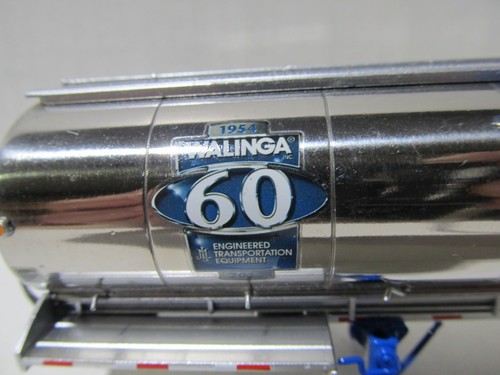 1954
WALINGA®
INC
60
ENGINEERED
TRANSPORTATION
EQUIPMENT